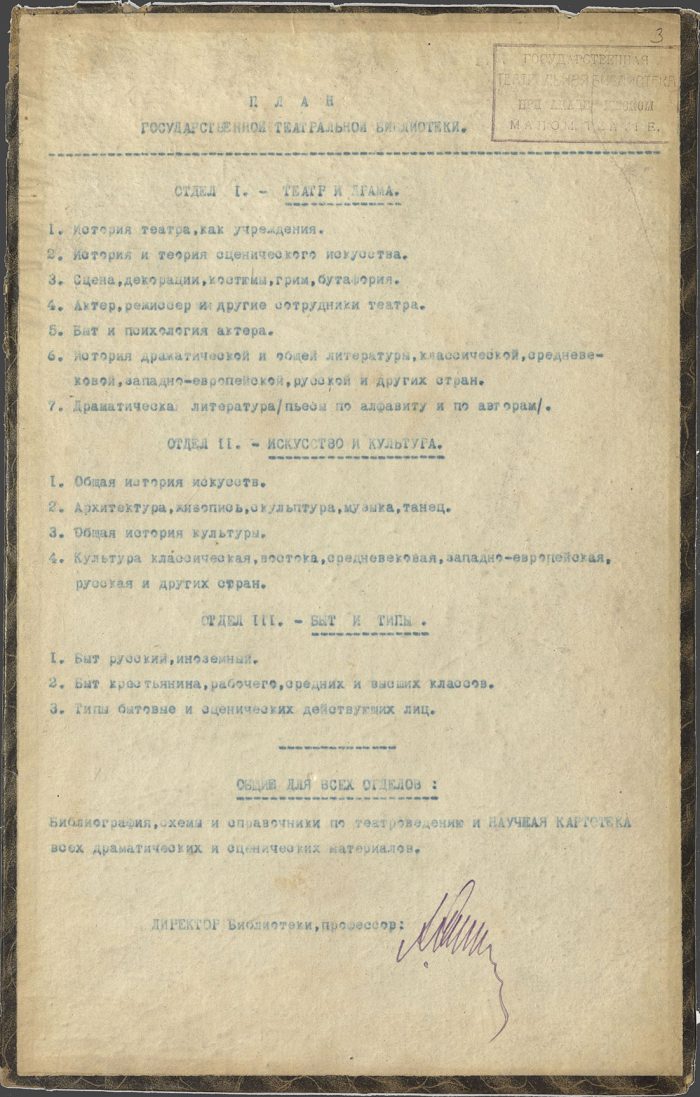 3
ГОСУДАРСТВЕННАЯ
ТЕАТРАЛЬНАЯ БИБЛИОТЕКА
ПРИ
МАЛОМ ТЕАТРЕ.
ПЛАН
ГОСУДАРСТВЕННОЙ ТЕАТРАЛЬНОЙ БИБЛИОТЕКИ.
ОТДЕЛ I. - ТЕАТР И ДРАМА.
1. История театра,как учреждения.
2. История и теория сценического искусства.
3. Сцена,декорации,костюмы,грим,бутафория.
4. Актер,режиссер и другие сотрудники театра.
5. Быт и психология актера.
6. История драматической и общей литературы,классической,средневе-
ковой,западно-европейской,русской и других стран.
7. Драматическая литература/пьесы по алфавиту и по авторам/.
ОТДЕЛ II. - ИСКУССТВО И КУЛЬТУРА.
1. Общая история искусств.
2. Архитектура,живопись,скульптура,музыка,танец.
3. Общая история культуры.
4. Культура классическая,востока,средневековая,западно-европейская,
русская и других стран.
ОТДЕЛ III. - БЫТ И ТИПЫ .
1. Быт русский,иноземный.
2. Быт крестьянина,рабочего,средних и высших классов.
3. Типы бытовые и сценических действующих лиц.
ОБЩИЕ ДЛЯ ВСЕХ ОТДЕЛОВ :
Библиография,схемы и справочники по театроведению и НАУЧНАЯ КАРТОТЕКА
всех драматических и сценических материалов.
ДИРЕКТОР Библиотеки,профессор: